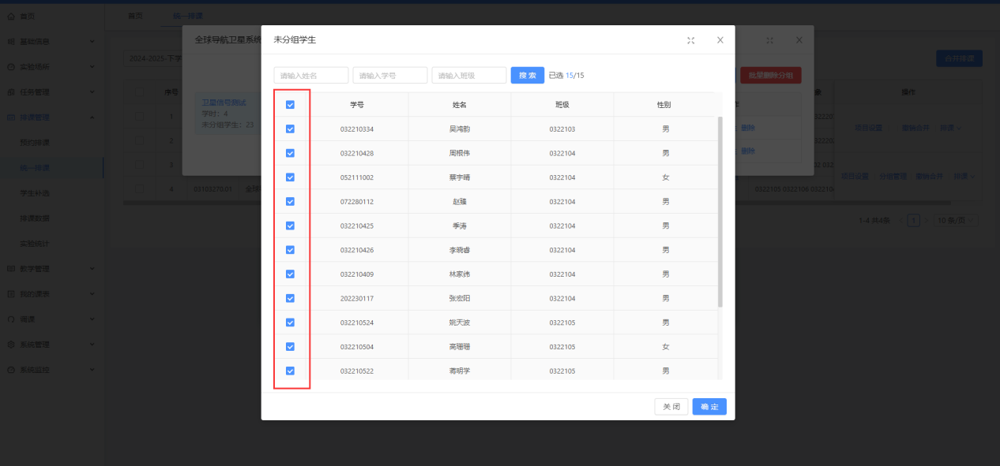 首页
基础信息
实验场所
任务管理
排课管理
预约排课
统一排课
学生补选
排课数据
实验统计
教学管理
我的课表
调课
系统管理
系统监控
首页 统一排课
2024-2025-下学
合开排课
序号 操作
1 项目设置 撤销合并 排课
2
3 项目设置 分组管理 撤销合并 排课
4 03103270.01 全球 0322105 0322106 032210
1-4 共4条 1 10 条/页
全球导航卫星系统
批量删除分组
卫星信号测试
学时：4
未分组学生：23
删除
删除
未分组学生
请输入姓名 请输入学号 请输入班级 搜 索 已选 15/15
学号 姓名 班级 性别
032210334 吴鸿韵 0322103 男
032210428 周根伟 0322104 男
052111002 蔡宇晴 0322104 女
072280112 赵 0322104 男
032210425 季涛 0322104 男
032210426 李晓睿 0322104 男
032210409 林家纬 0322104 男
202230117 张宏阳 0322104 男
032210524 姚天波 0322105 男
032210504 高珊珊 0322105 女
032210522 蒋明学 0322105 男
关 闭 确 定